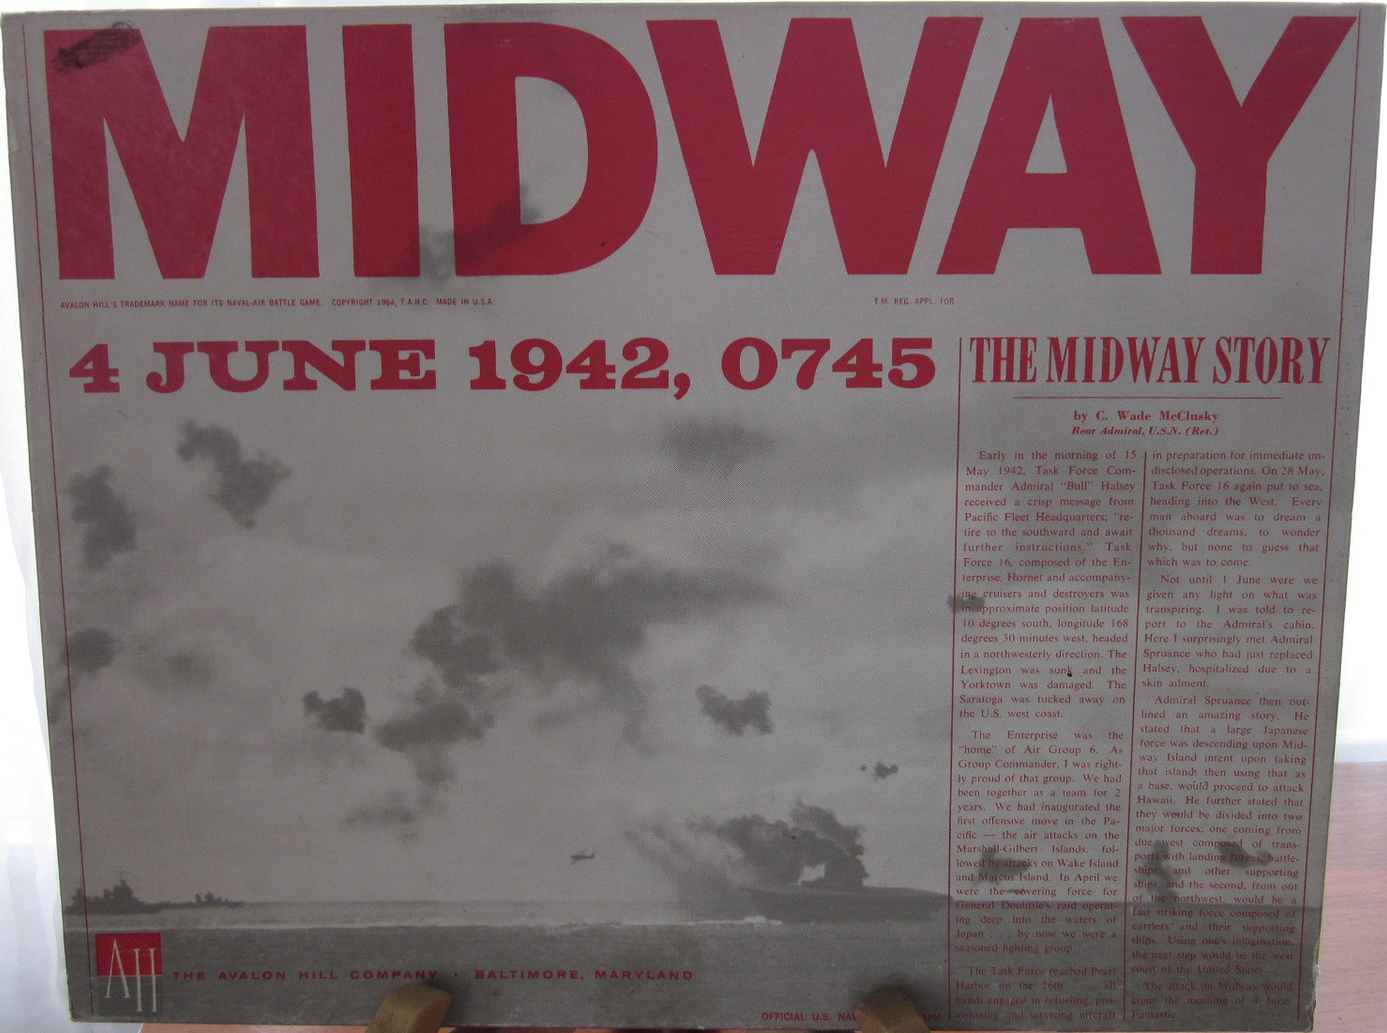 MIDWAY
AVALON HILL'S TRADEMARK NAME FOR ITS NAVAL-AIR BATTLE GAME. COPYRIGHT 1964, T.A.H.C. MADE IN U.S.A.
T.M. REG. APPL. FOR
4 JUNE 1942, 0745
THE MIDWAY STORY
by C. Wade McClusky
Rear Admiral, U.S.N. (Ret.)
Early in the morning of 15
May 1942, Task Force Com-
mander Admiral "Bull" Halsey
received a crisp message from
Pacific Fleet Headquarters; "re-
tire to the southward and await
further instructions." Task
Force 16, composed of the En-
terprise, Hornet and accompany-
ing cruisers and destroyers was
in approximate position latitude
10 degrees south, longitude 168
degrees 30 minutes west, headed
in a northwesterly direction. The
Lexington was sunk and the
Yorktown was damaged. The
Saratoga was tucked away on
the U.S. west coast.
The Enterprise was the
"home" of Air Group 6. As
Group Commander, I was right-
ly proud of that group. We had
been together as a team for 2
years. We had inaugurated the
first offensive move in the Pa-
cific — the air attacks on the
Marshall-Gilbert Islands, fol-
lowed by attacks on Wake Island
and Marcus Island. In April we
were the covering force for
General Doolittle's raid operat-
ing deep into the waters of
Japan . . . by now we were a
seasoned fighting group.
The Task Force reached Pearl
Harbor on the 26th . . . all
hands engaged in refueling, pro-
visioning and servicing aircraft
in preparation for immediate un-
disclosed operations. On 28 May,
Task Force 16 again put to sea,
heading into the West. Every
man aboard was to dream a
thousand dreams, to wonder
why, but none to guess that
which was to come.
Not until 1 June were we
given any light on what was
transpiring. I was told to re-
port to the Admiral's cabin.
Here I surprisingly met Admiral
Spruance who had just replaced
Halsey, hospitalized due to a
skin ailment.
Admiral Spruance then out-
lined an amazing story. He
stated that a large Japanese
force was descending upon Mid-
way Island intent upon taking
that island; then using that as
a base, would proceed to attack
Hawaii. He further stated that
they would be divided into two
major forces; one coming from
due west composed of trans-
ports with landing forces, battle-
ships and other supporting
ships, and the second, from out
of the northwest, would be a
fast striking force composed of
carriers and their supporting
ships. Using one's imagination,
the next step would be the west
coast of the United States.
The attack on Midway would
come the morning of 4 June.
Fantastic
AH
THE AVALON HILL COMPANY · BALTIMORE, MARYLAND
OFFICIAL U.S.